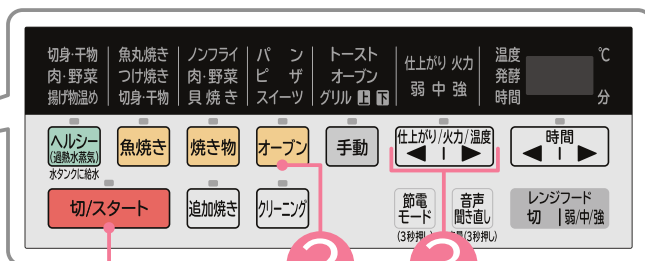 切身·干物 魚丸焼き ノンフライ パン トースト 仕上がり 火力 温度 ℃
肉·野菜 つけ焼き 肉·野菜 ピザ オーブン 弱 中 強 発酵
揚げ物温め 切身·干物 貝焼き スイーツ グリル 上 下 時間 分
ヘルシー
(過熱水蒸気)
魚焼き
焼き物
オーブン
手動
仕上がり/火力/温度
◀ Ι ▶
時間
◀ Ι ▶
水タンクに給水
切/スタート
追加焼き
クリーニング
節電
モード
(3秒押し)
音声
聞き直し
(3秒押し)
レンジフード
切 |弱/中/強
2
2